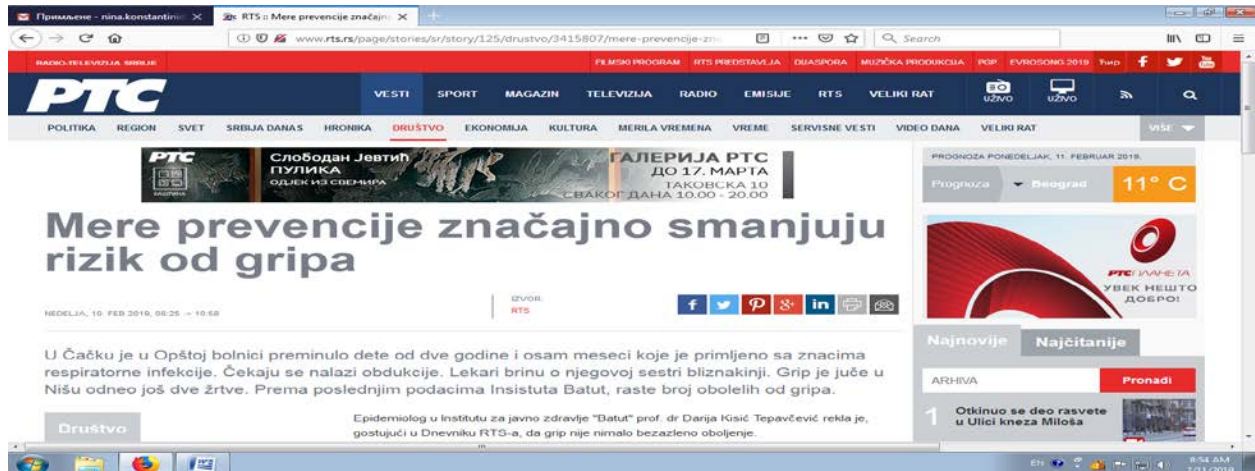 Примљене - nina.konstantini
RTS :: Mere prevencije značajn
www.rts.rs/page/stories/sr/story/125/drustvo/3415807/mere-prevencije-zn
Search
RADIO-TELEVIZIJA SRBIJE
FILMSKI PROGRAM RTS PREDSTAVLJA DIJASPORA MUZIČKA PRODUKCIJA PGP EVROSONG 2019 Ћир
РТС
VESTI SPORT MAGAZIN TELEVIZIJA RADIO EMISIJE RTS VELIKI RAT UŽIVO UŽIVO
POLITIKA REGION SVET SRBIJA DANAS HRONIKA DRUŠTVO EKONOMIJA KULTURA MERILA VREMENA VREME SERVISNE VESTI VIDEO DANA VELIKI RAT VIŠE
РТС
Слободан Јевтић
ПУЛИКА
ОДЈЕК ИЗ СВЕМИРА
ГАЛЕРИЈА РТС
ДО 17. МАРТА
ТАКОВСКА 10
СВАКОГ ДАНА 10.00 - 20.00
PROGNOZA PONEDELJAK, 11. FEBRUAR 2019.
Prognoza Beograd 11° C
Mere prevencije značajno smanjuju
rizik od gripa
NEDELJA, 10. FEB 2019, 08:25 -> 10:58
IZVOR:
RTS
РТС ПЛАНЕТА
УВЕК НЕШТО
ДОБРО!
U Čačku je u Opštoj bolnici preminulo dete od dve godine i osam meseci koje je primljeno sa znacima
respiratorne infekcije. Čekaju se nalazi obdukcije. Lekari brinu o njegovoj sestri bliznakinji. Grip je juče u
Nišu odneo još dve žrtve. Prema poslednjim podacima Insistuta Batut, raste broj obolelih od gripa.
Najnovije Najčitanije
ARHIVA Pronađi
1 Otkinuo se deo rasvete
u Ulici kneza Miloša
Društvo
Epidemiolog u Institutu za javno zdravlje "Batut" prof. dr Darija Kisić Tepavčević rekla je,
gostujući u Dnevniku RTS-a, da grip nije nimalo bezazleno oboljenje.
EN
8:54 AM
2/11/2019